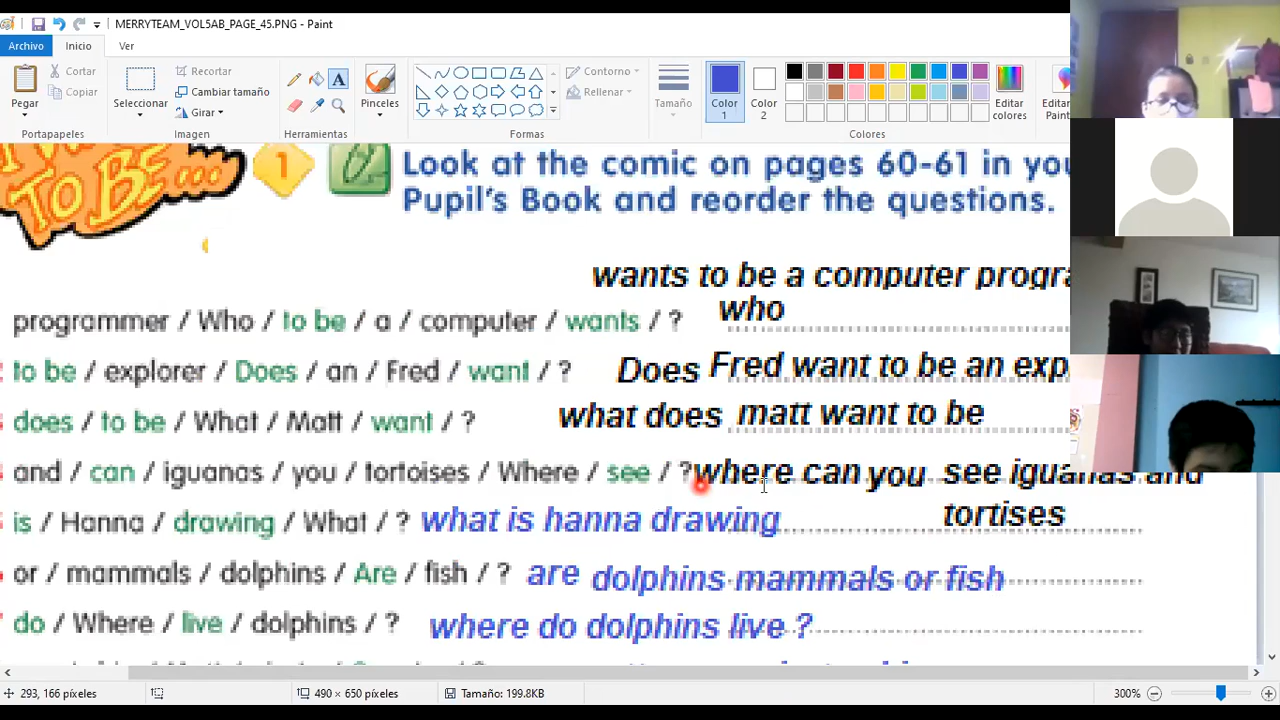 MERRYTEAM_VOL5AB_PAGE_45.PNG - Paint
Archivo Inicio Ver
Pegar
Cortar
Copiar
Portapapeles
Seleccionar
Recortar
Cambiar tamaño
Girar
Imagen
A
Herramientas
Pinceles
Contorno
Rellenar
Formas
Tamaño
Color 1
Color 2
Editar colores
Editar
Paint
Colores
TO BE...
1
Look at the comic on pages 60-61 in you
Pupil's Book and reorder the questions.
wants to be a computer progra
programmer / Who / to be / a / computer / wants / ? who
to be / explorer / Does / an / Fred / want / ? Does Fred want to be an exp
does / to be / What / Matt / want / ? what does matt want to be
and / can / iguanas / you / tortoises / Where / see / ? where can you see iguanas and
is / Hanna / drawing / What / ? what is hanna drawing tortises
or / mammals / dolphins / Are / fish / ? are dolphins mammals or fish
do / Where / live / dolphins / ? where do dolphins live ?
293, 166 píxeles
490 × 650 píxeles
Tamaño: 199.8KB
300%